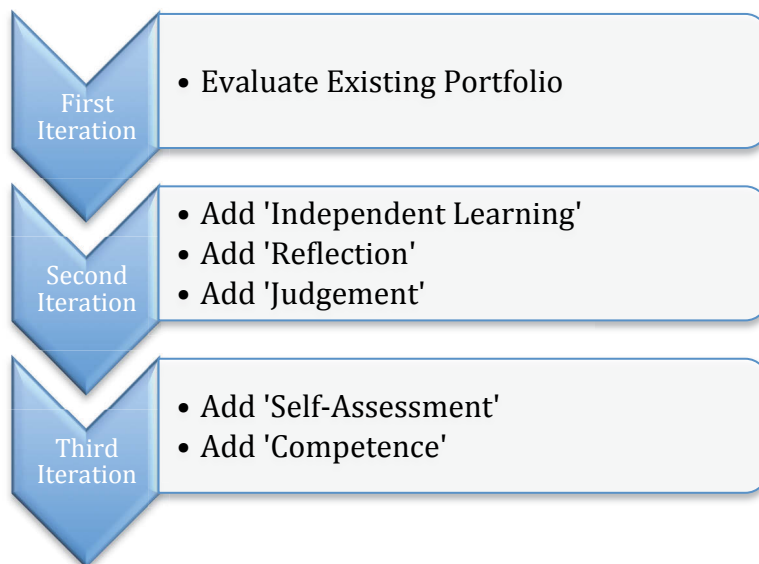 First
Iteration
• Evaluate Existing Portfolio
Second
Iteration
• Add 'Independent Learning'
• Add 'Reflection'
• Add 'Judgement'
Third
Iteration
• Add 'Self-Assessment'
• Add 'Competence'